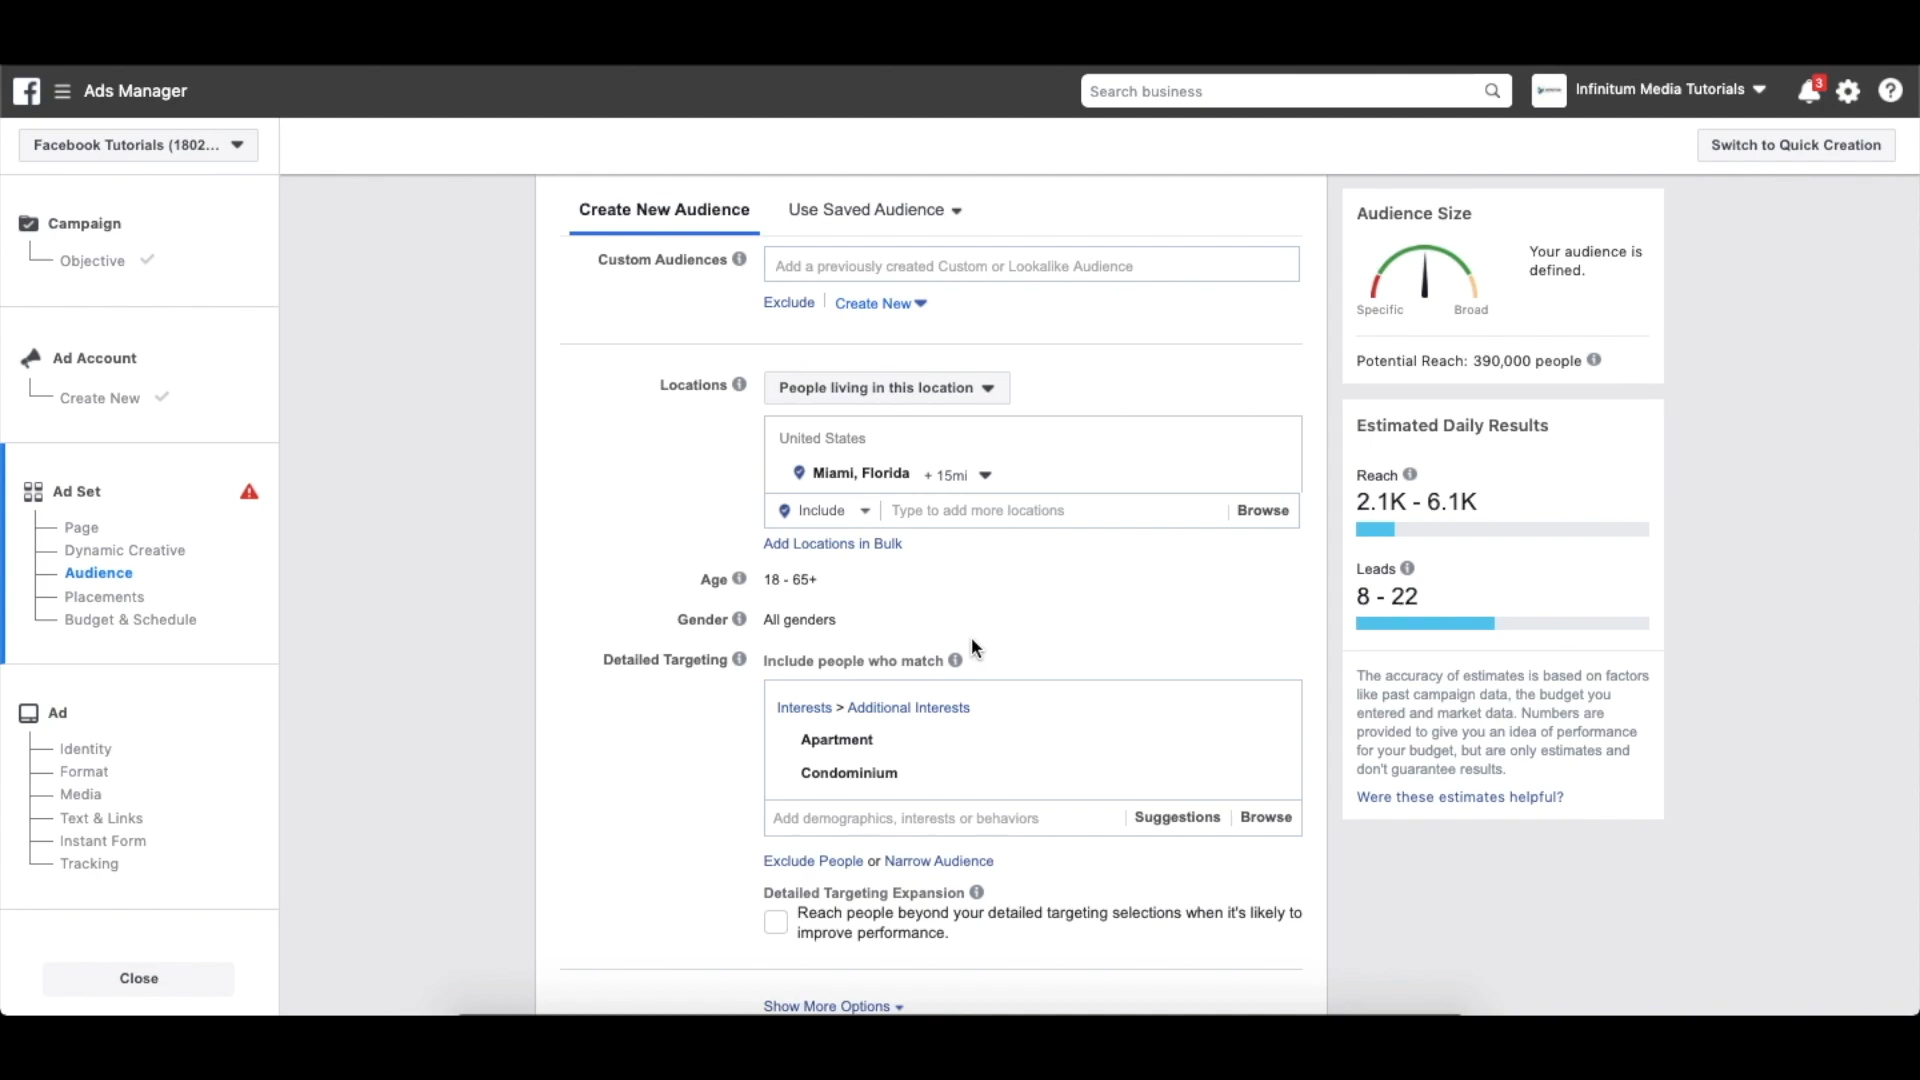 Ads Manager
Search business
Infinitum Media Tutorials
3
Facebook Tutorials (1802...
Switch to Quick Creation
Campaign
Objective
Ad Account
Create New
Ad Set
Page
Dynamic Creative
Audience
Placements
Budget & Schedule
Ad
Identity
Format
Media
Text & Links
Instant Form
Tracking
Close
Create New Audience
Use Saved Audience
Custom Audiences
Add a previously created Custom or Lookalike Audience
Exclude
Create New
Locations
People living in this location
United States
Miami, Florida + 15mi
Include
Type to add more locations
Browse
Add Locations in Bulk
Age
18 - 65+
Gender
All genders
Detailed Targeting
Include people who match
Interests > Additional Interests
Apartment
Condominium
Add demographics, interests or behaviors
Suggestions
Browse
Exclude People or Narrow Audience
Detailed Targeting Expansion
Reach people beyond your detailed targeting selections when it's likely to
improve performance.
Show More Options
Audience Size
Your audience is
defined.
Specific
Broad
Potential Reach: 390,000 people
Estimated Daily Results
Reach
2.1K - 6.1K
Leads
8 - 22
The accuracy of estimates is based on factors
like past campaign data, the budget you
entered and market data. Numbers are
provided to give you an idea of performance
for your budget, but are only estimates and
don't guarantee results.
Were these estimates helpful?